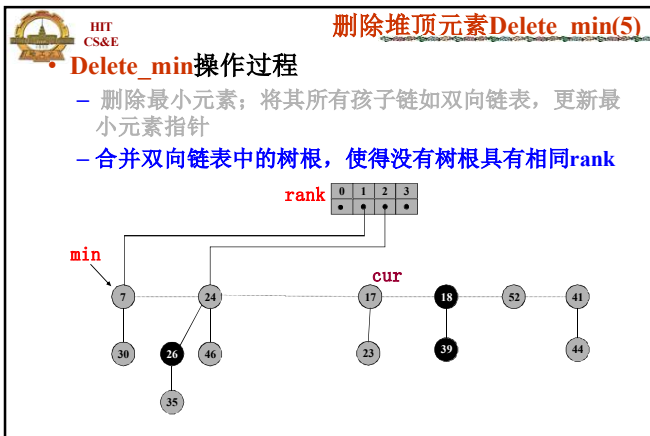 HIT
CS&E
删除堆顶元素Delete_min(5)
• Delete_min操作过程
– 删除最小元素；将其所有孩子链如双向链表，更新最
小元素指针
– 合并双向链表中的树根，使得没有树根具有相同rank
rank 0 1 2 3
min
cur
7 24 17 18 52 41
30 26 46 23 39 44
35